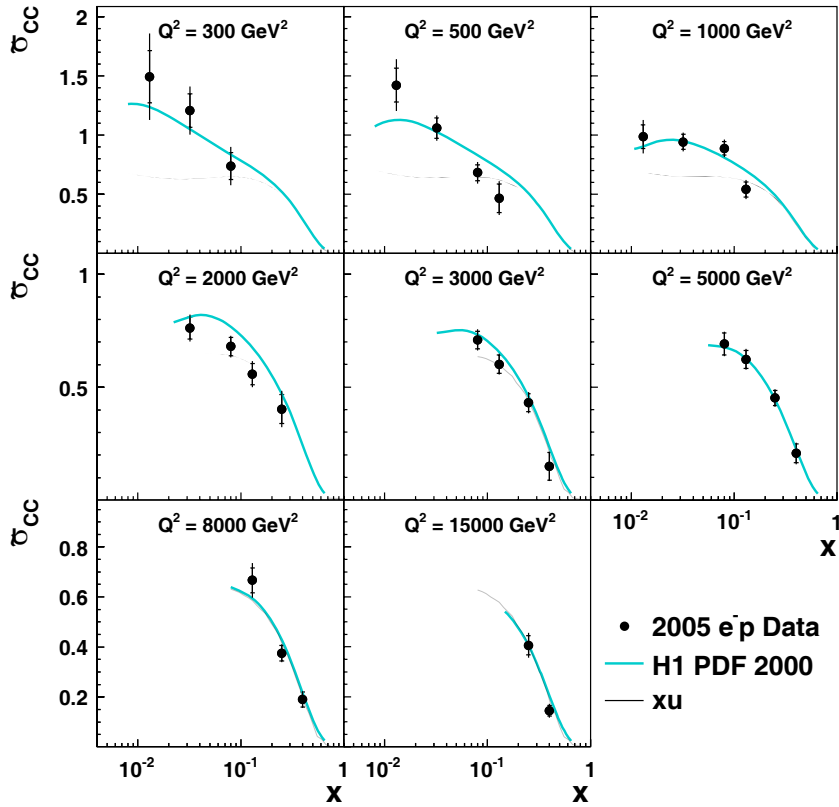 σ̃CC
2
1.5
1
0.5
Q² = 300 GeV²
Q² = 500 GeV²
Q² = 1000 GeV²
σ̃CC
1
0.5
Q² = 2000 GeV²
Q² = 3000 GeV²
Q² = 5000 GeV²
10⁻² 10⁻¹ 1
x
σ̃CC
0.8
0.6
0.4
0.2
Q² = 8000 GeV²
Q² = 15000 GeV²
10⁻² 10⁻¹ 1
x
10⁻² 10⁻¹ 1
x
2005 e⁻p Data
H1 PDF 2000
xu